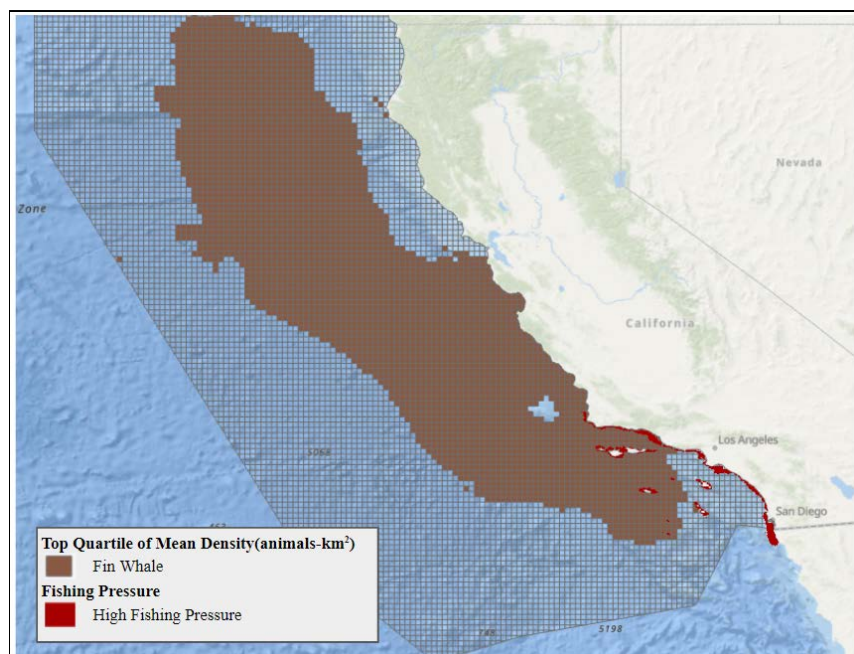 Nevada
Zone
California
Los Angeles
5068
San Diego
Top Quartile of Mean Density(animals-km²)
Fin Whale
Fishing Pressure
High Fishing Pressure
5198